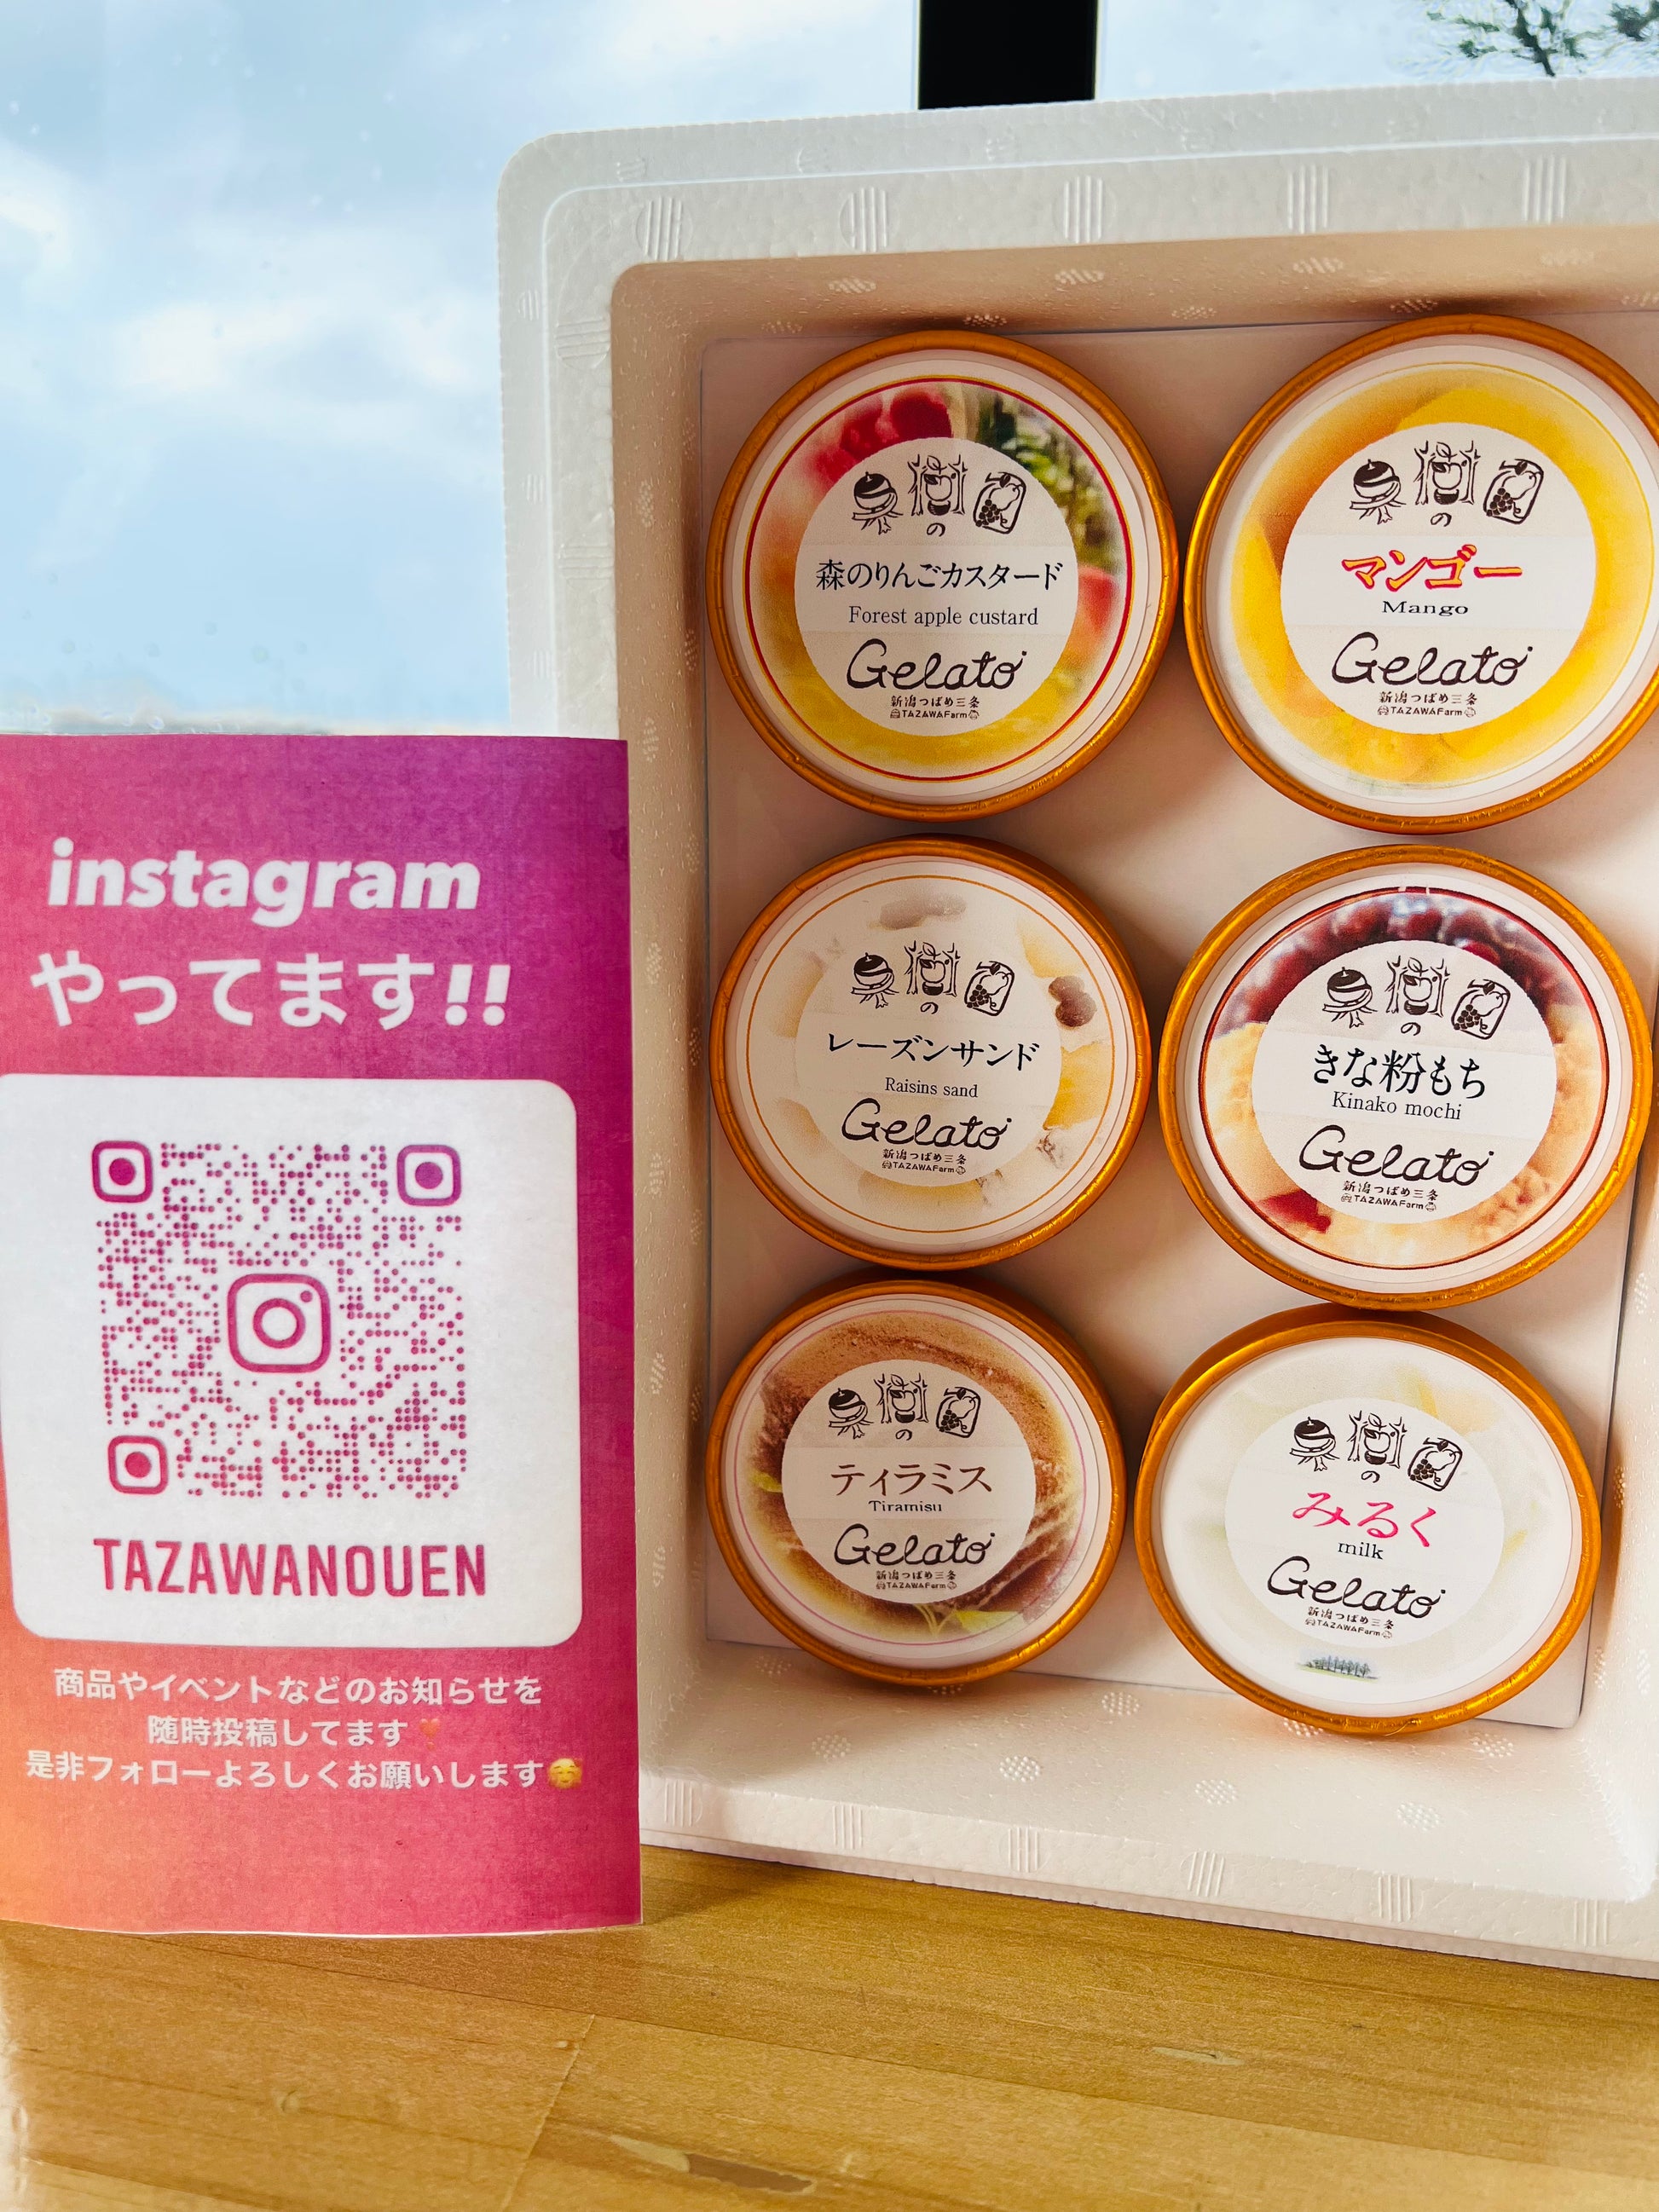 instagram
やってます!!
TAZAWANOUEN
商品やイベントなどのお知らせを
随時投稿してます❣
是非フォローよろしくお願いします🥰
の
森のりんごカスタード
Forest apple custard
Gelato
新潟つばめ三条
TAZAWAFarm
の
マンゴー
Mango
Gelato
新潟つばめ三条
TAZAWAFarm
の
レーズンサンド
Raisins sand
Gelato
新潟つばめ三条
TAZAWAFarm
の
きな粉もち
Kinako mochi
Gelato
新潟つばめ三条
TAZAWAFarm
の
ティラミス
Tiramisu
Gelato
新潟つばめ三条
TAZAWAFarm
の
みるく
milk
Gelato
新潟つばめ三条
TAZAWAFarm